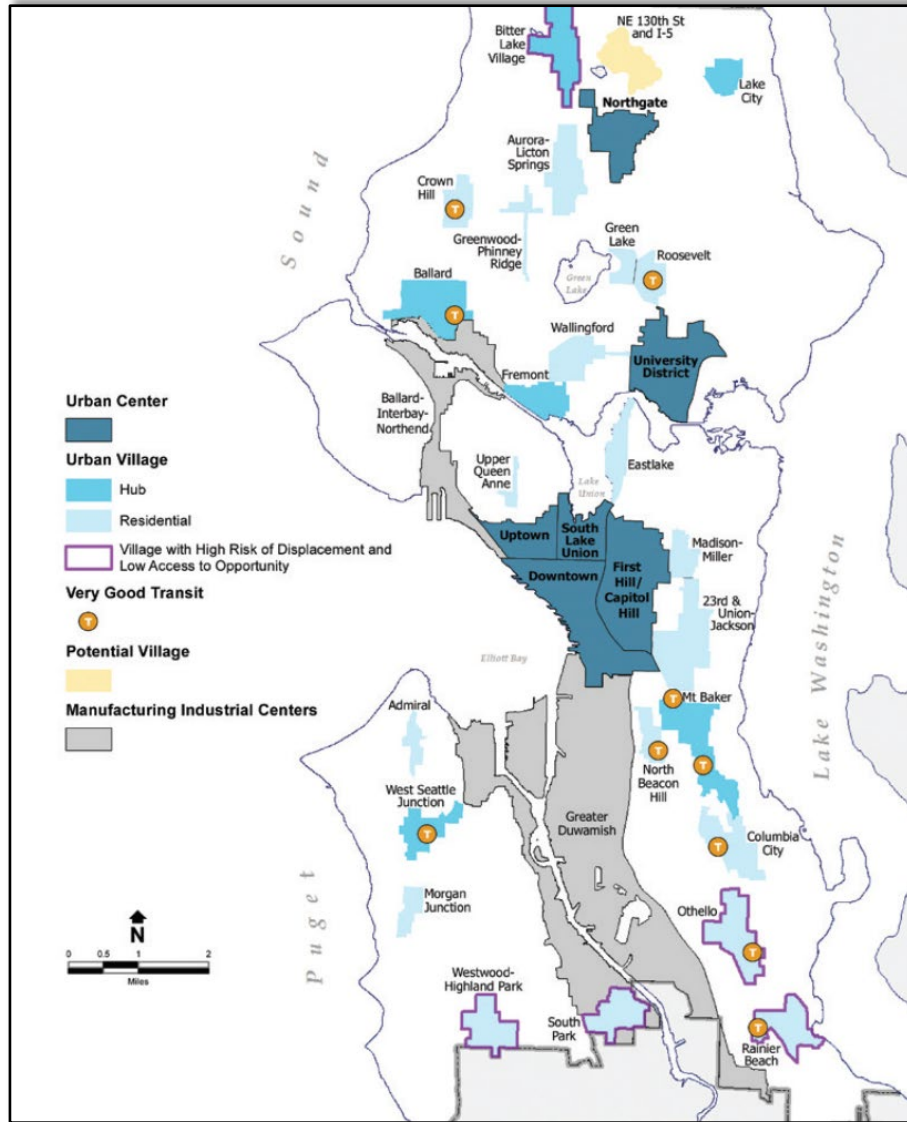 Bitter
Lake
Village
NE 130th St
and I-5
Lake
City
Northgate
Aurora-
Licton
Springs
Crown
Hill
T
Greenwood-
Phinney
Ridge
Green
Lake
Roosevelt
T
Green
Lake
Sound
Ballard
T
Wallingford
University
District
Fremont
Ballard-
Interbay-
Northend
Upper
Queen
Anne
Lake
Union
Eastlake
Uptown
South
Lake
Union
Downtown
First
Hill/
Capitol
Hill
Madison-
Miller
23rd &
Union-
Jackson
Lake Washington
Elliott Bay
T
Mt Baker
T
North
Beacon
Hill
T
Admiral
West Seattle
Junction
T
Greater
Duwamish
T
Columbia
City
Morgan
Junction
Othello
T
Puget
Westwood-
Highland Park
South
Park
T
Rainier
Beach
Urban Center
Urban Village
Hub
Residential
Village with High Risk of Displacement and
Low Access to Opportunity
Very Good Transit
T
Potential Village
Manufacturing Industrial Centers
N
0 0.5 1 2
Miles